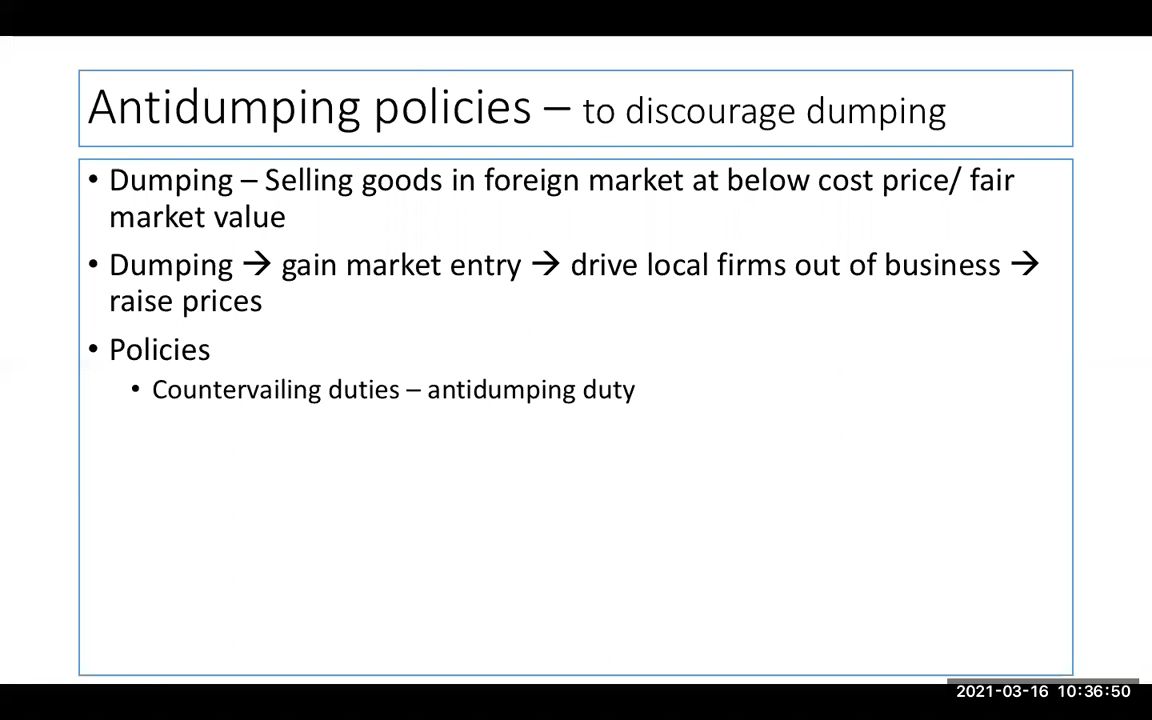 Antidumping policies – to discourage dumping
• Dumping – Selling goods in foreign market at below cost price/ fair
market value
• Dumping → gain market entry → drive local firms out of business →
raise prices
• Policies
• Countervailing duties – antidumping duty
2021-03-16 10:36:50